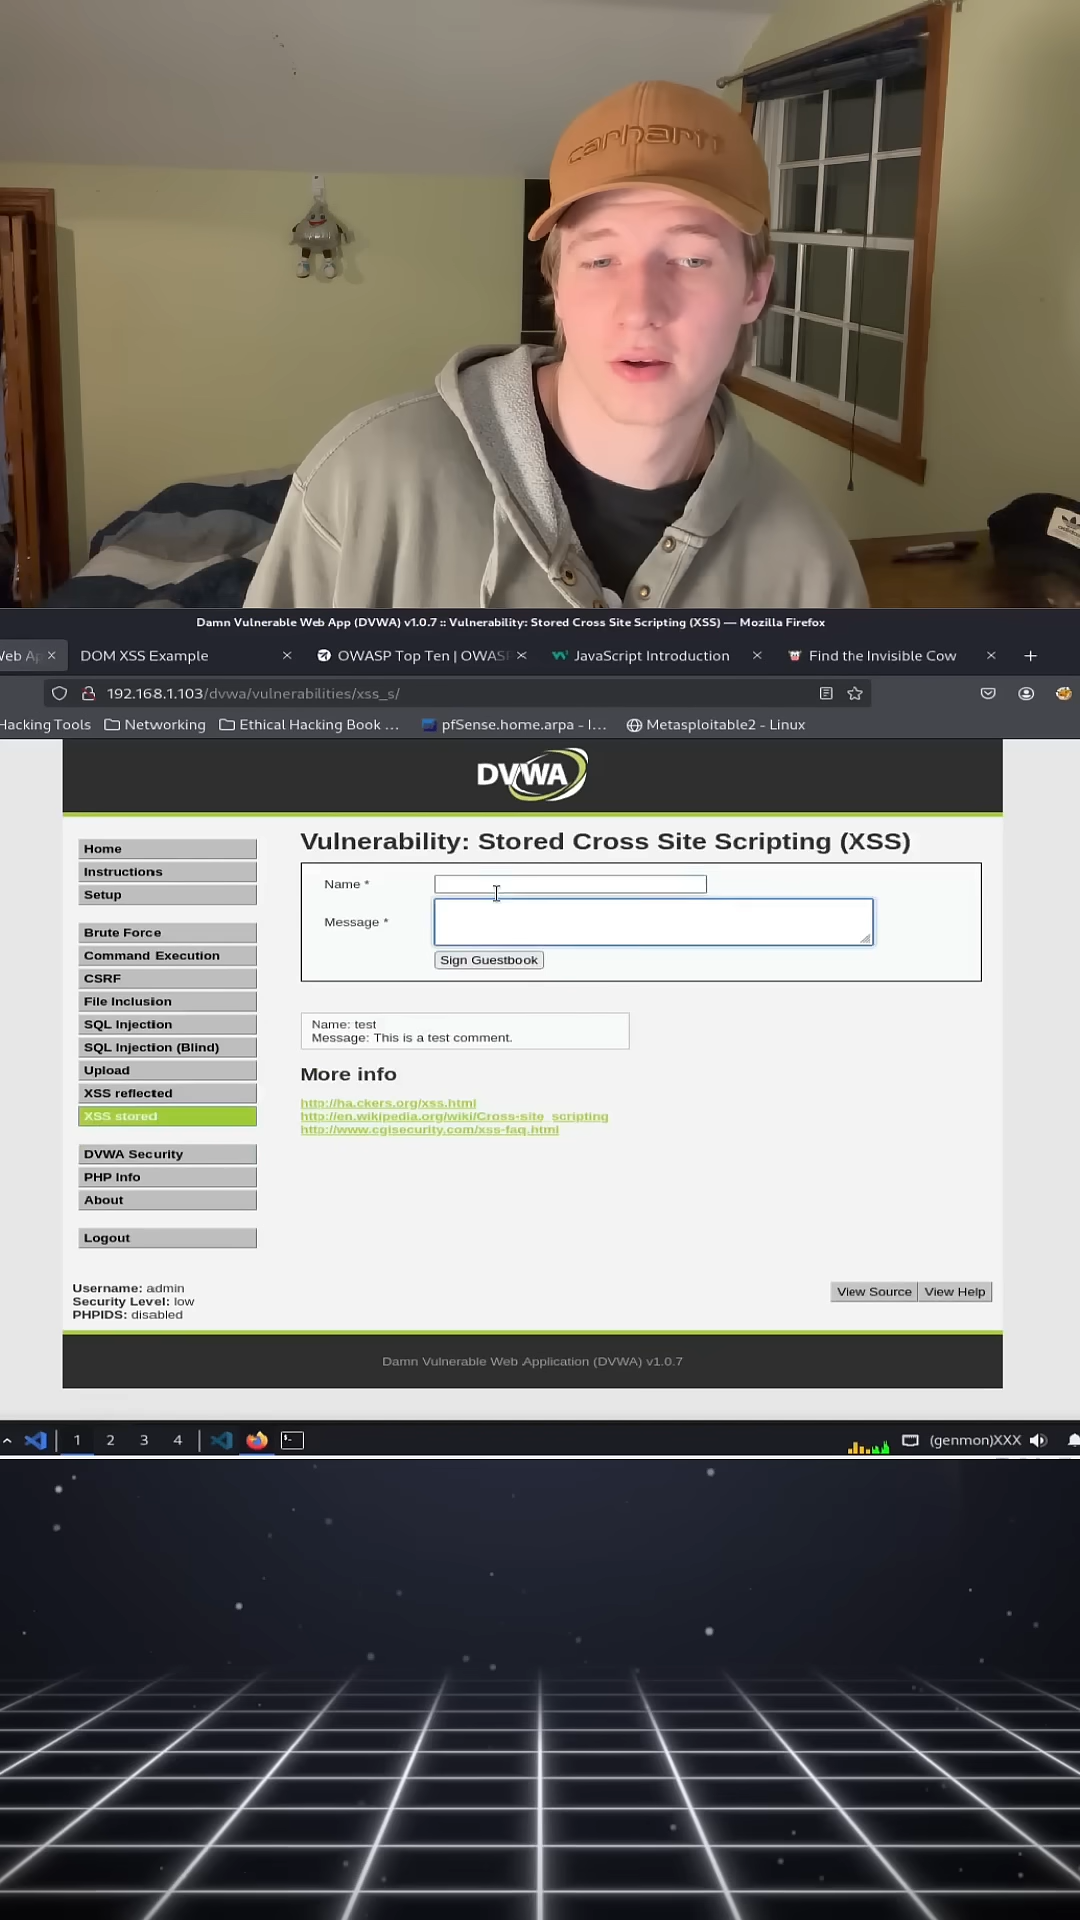 carhartt
adidas
Damn Vulnerable Web App (DVWA) v1.0.7 :: Vulnerability: Stored Cross Site Scripting (XSS) — Mozilla Firefox
DOM XSS Example
OWASP Top Ten | OWAS
JavaScript Introduction
Find the Invisible Cow
192.168.1.103/dvwa/vulnerabilities/xss_s/
Hacking Tools
Networking
Ethical Hacking Book ...
pfSense.home.arpa - I...
Metasploitable2 - Linux
DVWA
Vulnerability: Stored Cross Site Scripting (XSS)
Name *
Message *
Sign Guestbook
Name: test
Message: This is a test comment.
More info
http://ha.ckers.org/xss.html
http://en.wikipedia.org/wiki/Cross-site_scripting
http://www.cgisecurity.com/xss-faq.html
Home
Instructions
Setup
Brute Force
Command Execution
CSRF
File Inclusion
SQL Injection
SQL Injection (Blind)
Upload
XSS reflected
XSS stored
DVWA Security
PHP Info
About
Logout
Username: admin
Security Level: low
PHPIDS: disabled
View Source
View Help
Damn Vulnerable Web Application (DVWA) v1.0.7
1 2 3 4
(genmon)XXX